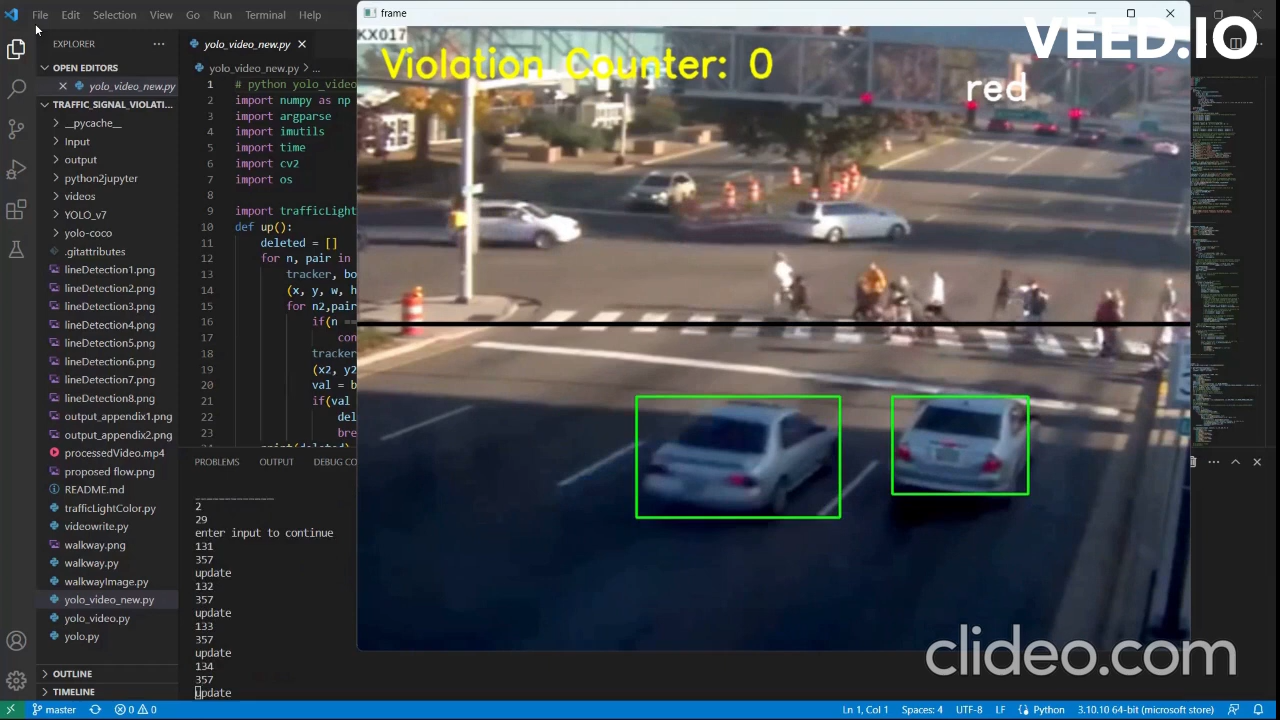 File Edit Selection View Go Run Terminal Help
frame
VEED.IO
EXPLORER
OPEN EDITORS
yolo_video_new.py
TRAFFIC_SIGNAL_VIOLATI...
__pycache__
Input
output
python2jupyter
videos
YOLO_v7
yolo-coco
.gitattributes
lineDetection1.png
lineDetection2.png
lineDetection3.png
lineDetection4.png
lineDetection5.png
lineDetection6.png
lineDetection7.png
lineDetection8.png
output_appendix1.png
output_appendix2.png
processedVideo.mp4
proposed flow.png
README.md
trafficLightColor.py
videowrite.py
walkway.png
walkway.py
walkwayImage.py
yolo_video_new.py
yolo_video.py
yolo.py
OUTLINE
TIMELINE
yolo_video_new.py
yolo_video_new.py > ...
1 # python yolo_video
2 import numpy as np
3 import argparse
4 import imutils
5 import time
6 import cv2
7 import os
8
9 import trafficLight
10 def up():
11 deleted = []
12 for n, pair in
13 tracker, bo
14 (x, y, w, h
15 for n2,pair
16 if(n ==
17 con
18 tracker
19 (x2, y2
20 val = b
21 if(val
22 del
23 bre
KX017
Violation Counter: 0
red
PROBLEMS OUTPUT DEBUG CO
2
29
enter input to continue
131
357
update
132
357
update
133
357
update
134
357
update
clideo.com
master 0 0 Ln 1, Col 1 Spaces: 4 UTF-8 LF Python 3.10.10 64-bit (microsoft store)